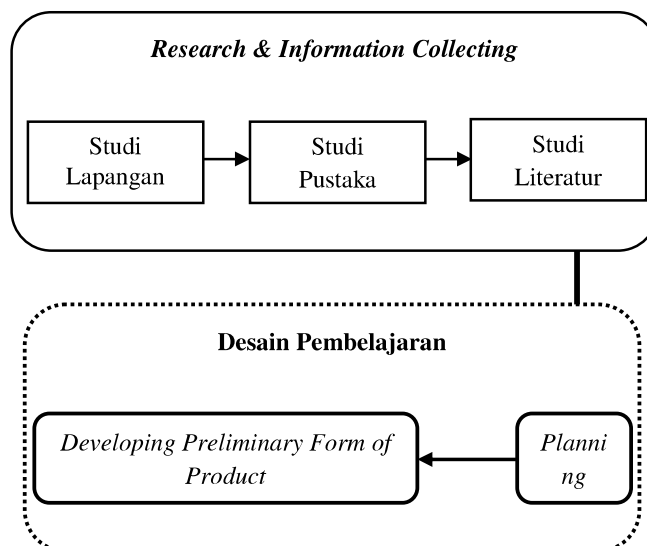 Research & Information Collecting
Studi
Lapangan
Studi
Pustaka
Studi
Literatur
Desain Pembelajaran
Developing Preliminary Form of
Product
Planni
ng